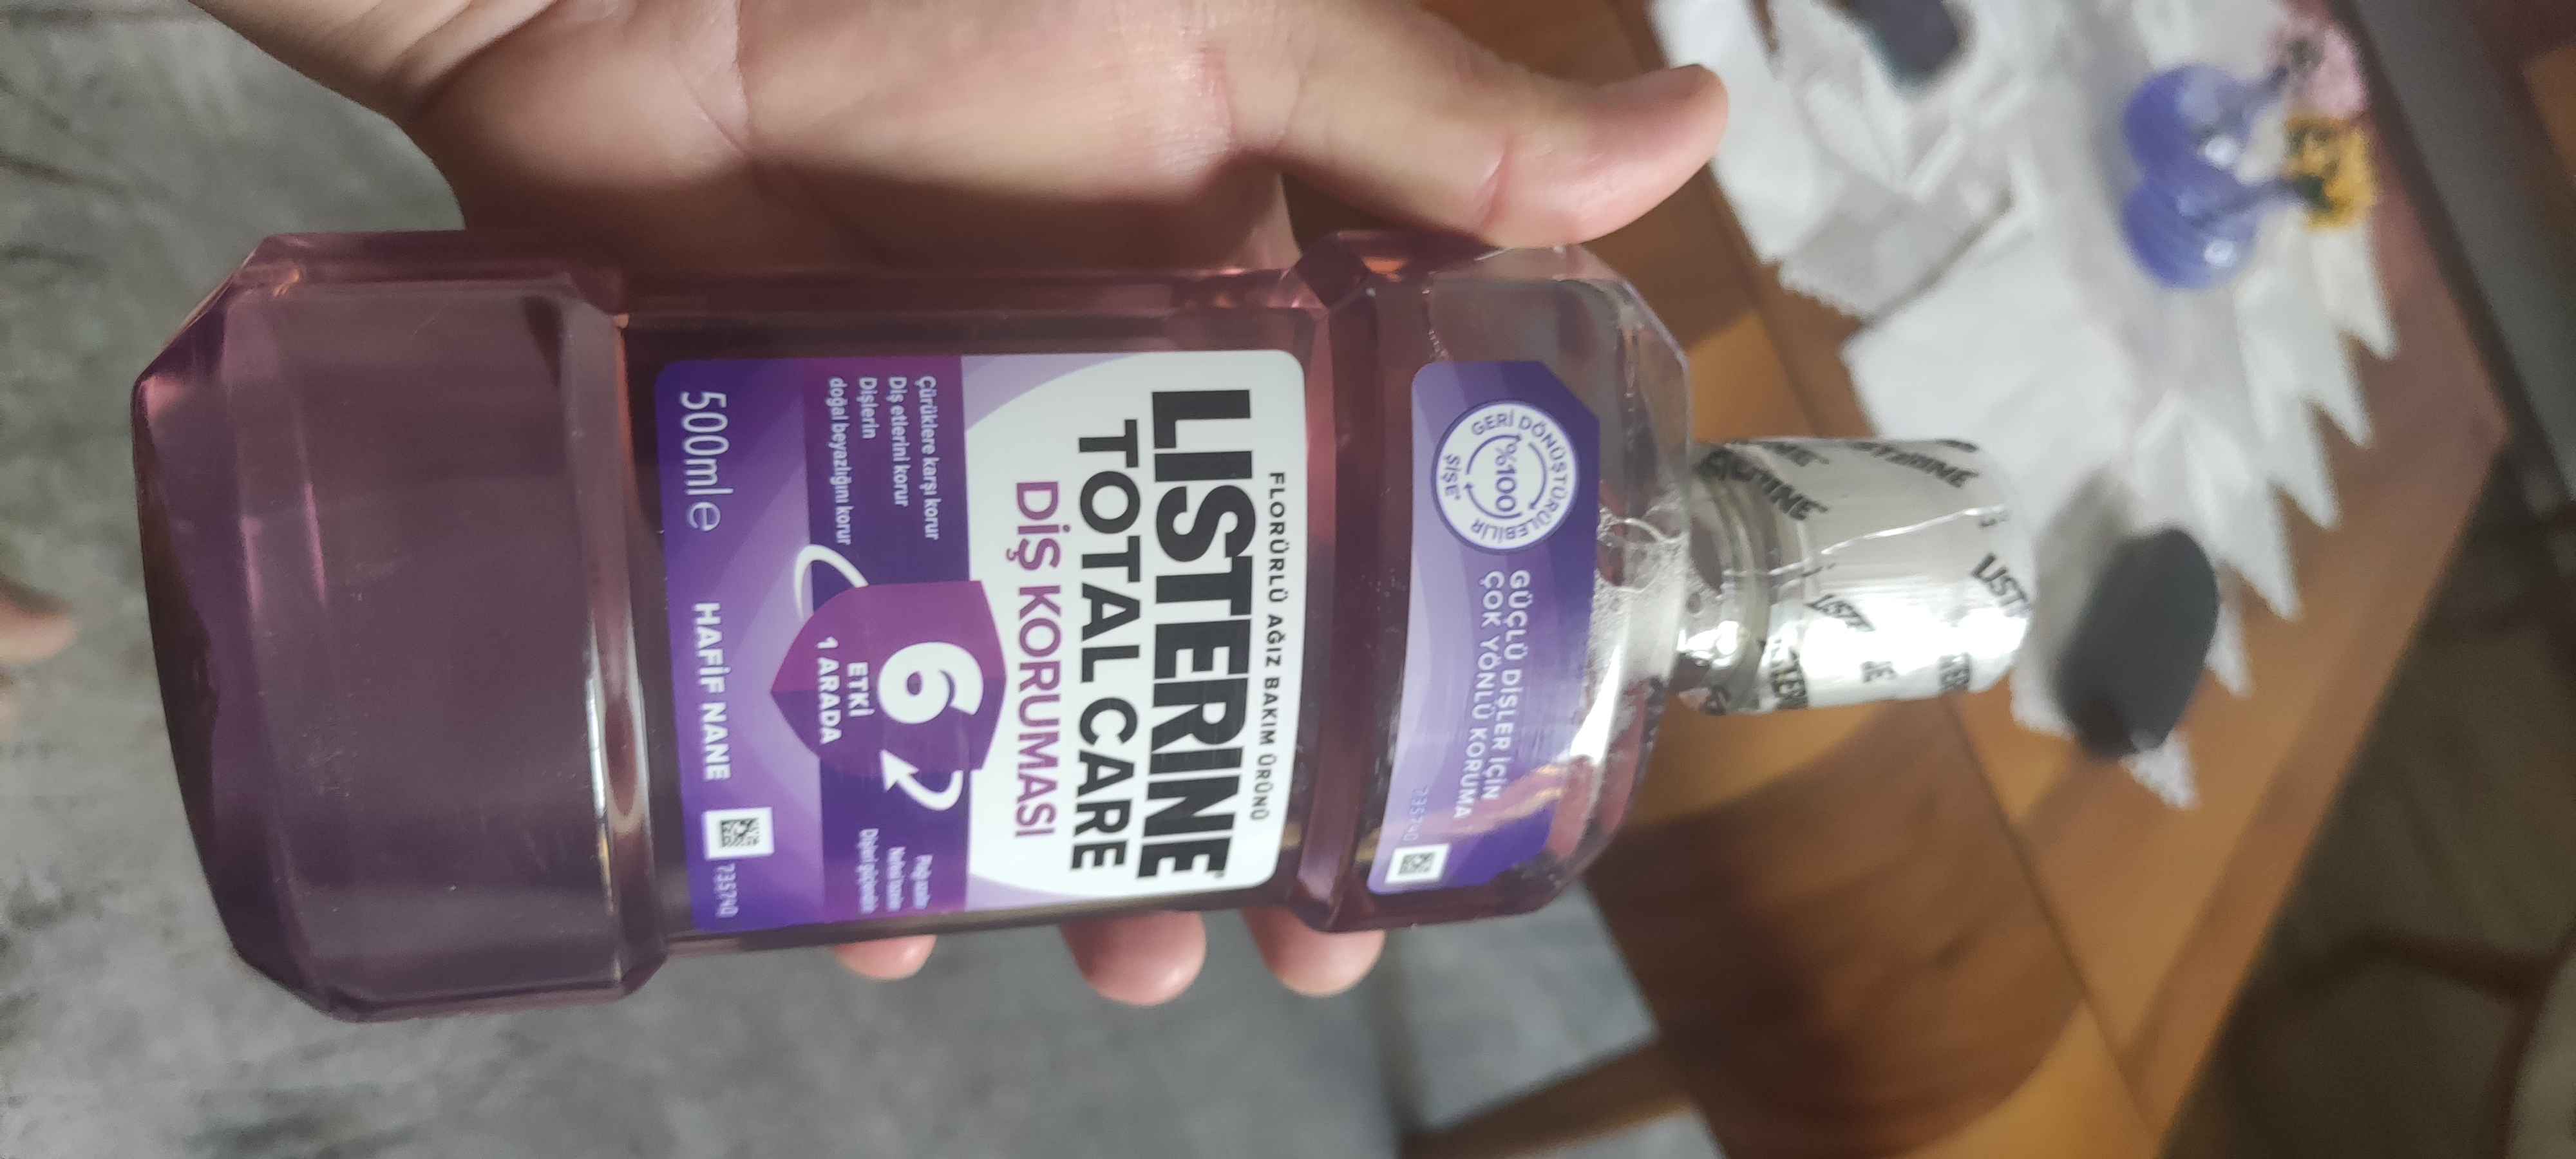 GERİ DÖNÜŞTÜRÜLEBİLİR
%100
ŞİŞE
GÜÇLÜ DİŞLER İÇİN
ÇOK YÖNLÜ KORUMA
735740
FLORÜRLÜ AĞIZ BAKIM ÜRÜNÜ
LISTERINE
TOTAL CARE
DİŞ KORUMASI
Çürüklere karşı korur
Diş etlerini korur
Dişlerin
doğal beyazlığını korur
6
ETKİ
1 ARADA
500ml e
HAFİF NANE
735740
LISTERINE